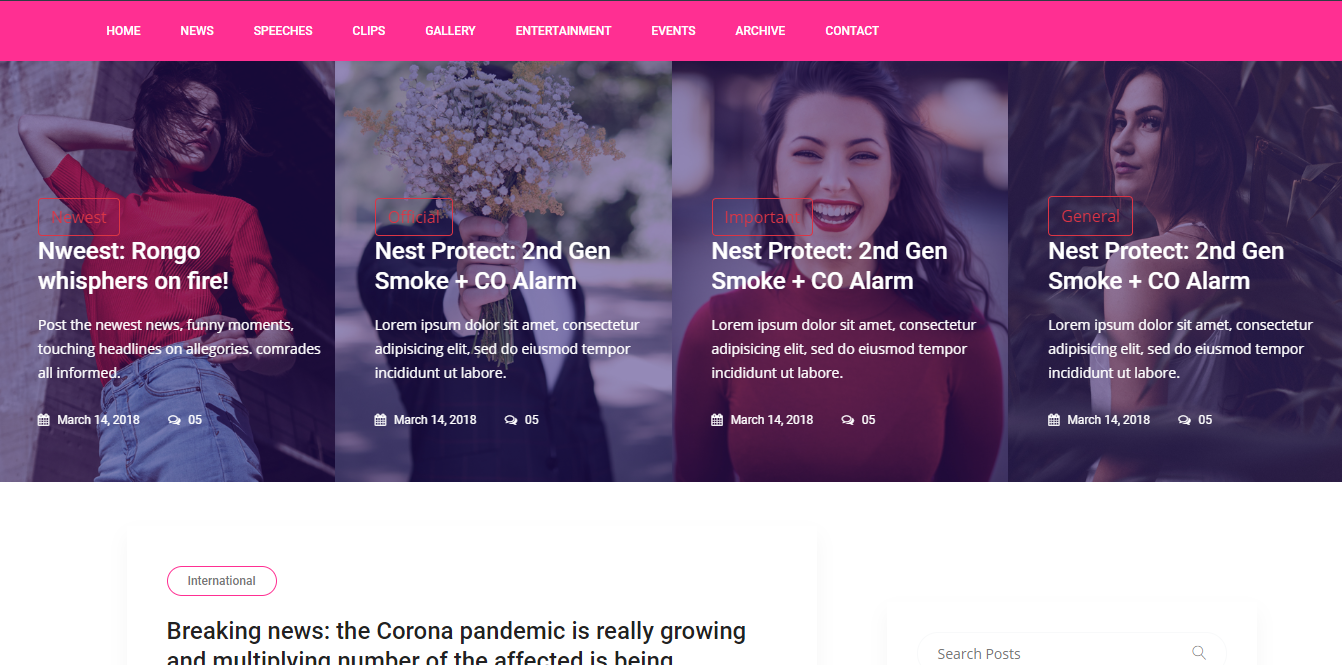 HOME NEWS SPEECHES CLIPS GALLERY ENTERTAINMENT EVENTS ARCHIVE CONTACT
Newest
Nweest: Rongo
whisphers on fire!
Post the newest news, funny moments,
touching headlines on allegories. comrades
all informed.
March 14, 2018 05
Official
Nest Protect: 2nd Gen
Smoke + CO Alarm
Lorem ipsum dolor sit amet, consectetur
adipisicing elit, sed do eiusmod tempor
incididunt ut labore.
March 14, 2018 05
Important
Nest Protect: 2nd Gen
Smoke + CO Alarm
Lorem ipsum dolor sit amet, consectetur
adipisicing elit, sed do eiusmod tempor
incididunt ut labore.
March 14, 2018 05
General
Nest Protect: 2nd Gen
Smoke + CO Alarm
Lorem ipsum dolor sit amet, consectetur
adipisicing elit, sed do eiusmod tempor
incididunt ut labore.
March 14, 2018 05
International
Breaking news: the Corona pandemic is really growing
and multiplying number of the affected is being
Search Posts